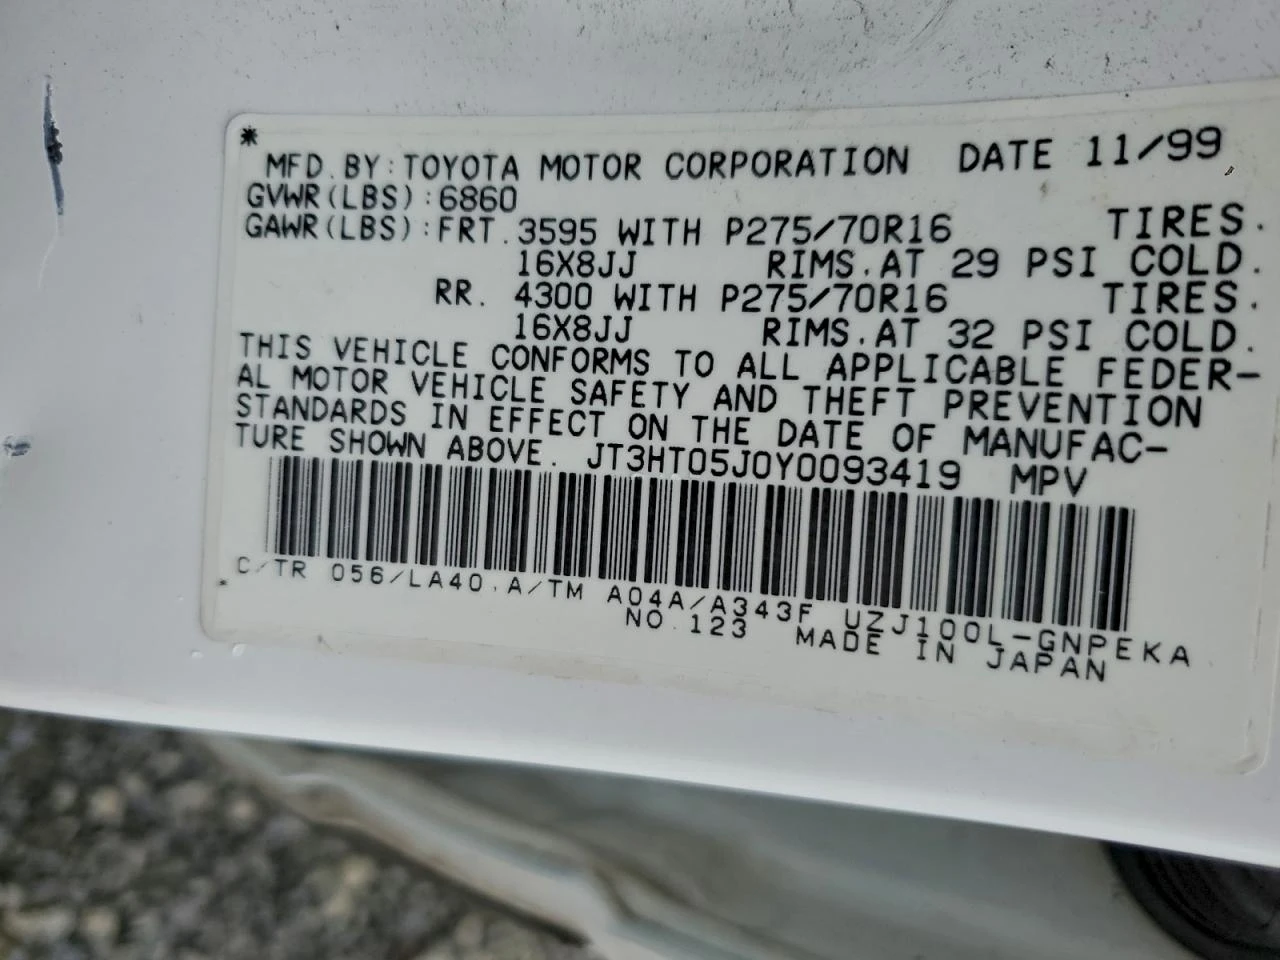 *
MFD. BY: TOYOTA MOTOR CORPORATION DATE 11/99
GVWR(LBS):6860
GAWR(LBS):FRT. 3595 WITH P275/70R16 TIRES.
16X8JJ RIMS.AT 29 PSI COLD.
RR. 4300 WITH P275/70R16 TIRES.
16X8JJ RIMS.AT 32 PSI COLD.
THIS VEHICLE CONFORMS TO ALL APPLICABLE FEDER-
AL MOTOR VEHICLE SAFETY AND THEFT PREVENTION
STANDARDS IN EFFECT ON THE DATE OF MANUFAC-
TURE SHOWN ABOVE. JT3HT05J0Y0093419 MPV
C/TR 056/LA40.A/TM A04A/A343F UZJ100L-GNPEKA
NO.123 MADE IN JAPAN